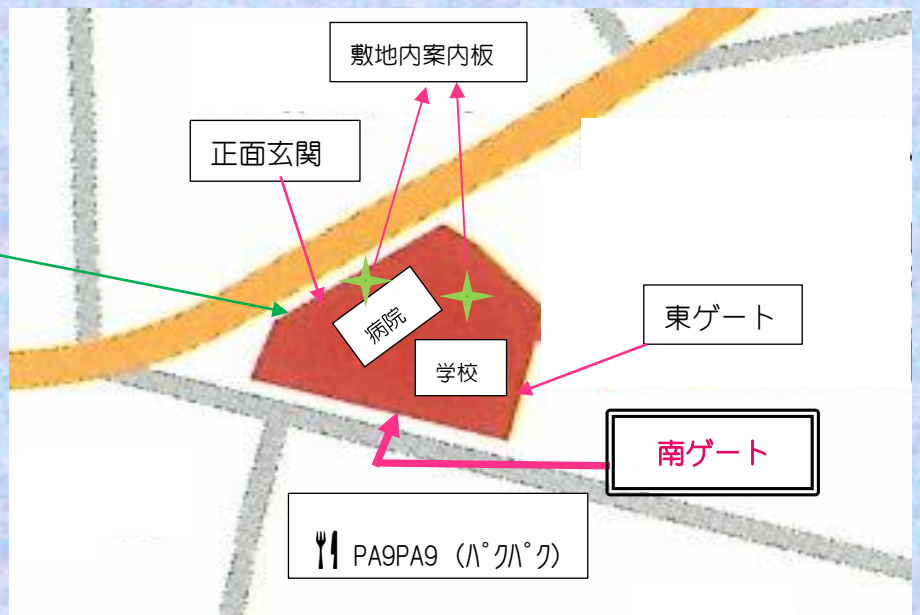 敷地内案内板
正面玄関
病院
東ゲート
学校
南ゲート
PA9PA9 (パクパク)